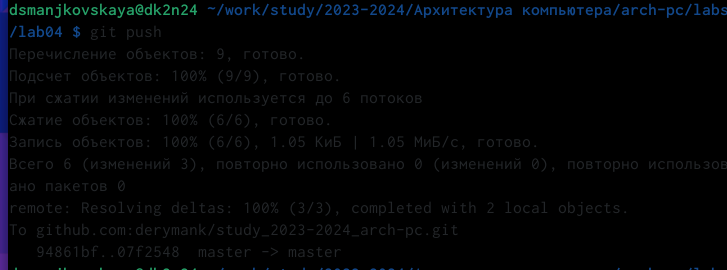 dsmanjkovskaya@dk2n24 ~/work/study/2023-2024/Архитектура компьютера/arch-pc/labs
/lab04 $ git push
Перечисление объектов: 9, готово.
Подсчет объектов: 100% (9/9), готово.
При сжатии изменений используется до 6 потоков
Сжатие объектов: 100% (6/6), готово.
Запись объектов: 100% (6/6), 1.05 КиБ | 1.05 МиБ/с, готово.
Всего 6 (изменений 3), повторно использовано 0 (изменений 0), повторно использов
ано пакетов 0
remote: Resolving deltas: 100% (3/3), completed with 2 local objects.
To github.com:derymank/study_2023-2024_arch-pc.git
   94861bf..07f2548  master -> master